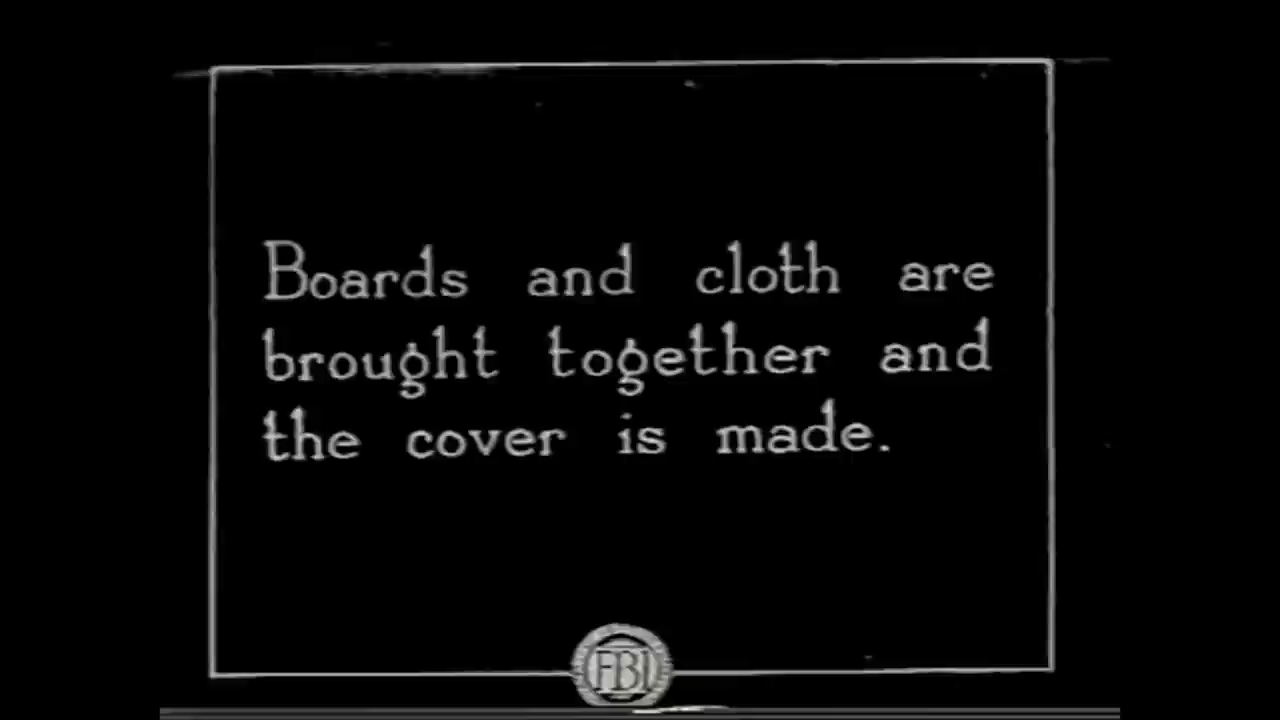 Boards and cloth are
brought together and
the cover is made.
FBI